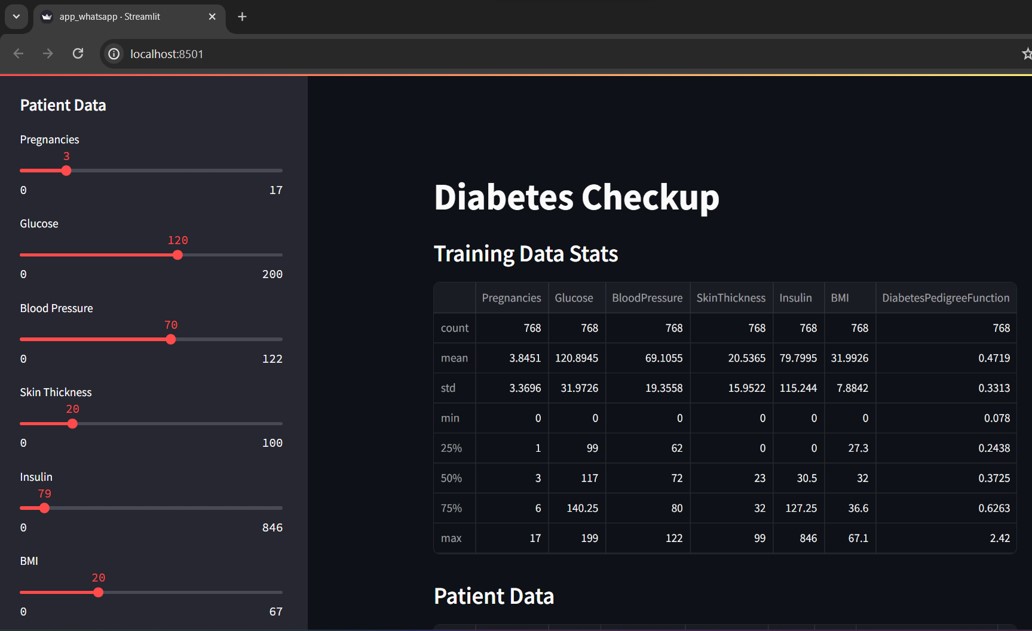 app_whatsapp - Streamlit
localhost:8501
Patient Data
Pregnancies
3
0 17
Glucose
120
0 200
Blood Pressure
70
0 122
Skin Thickness
20
0 100
Insulin
79
0 846
BMI
20
0 67
Diabetes Checkup
Training Data Stats
Pregnancies Glucose BloodPressure SkinThickness Insulin BMI DiabetesPedigreeFunction
count 768 768 768 768 768 768 768
mean 3.8451 120.8945 69.1055 20.5365 79.7995 31.9926 0.4719
std 3.3696 31.9726 19.3558 15.9522 115.244 7.8842 0.3313
min 0 0 0 0 0 0 0.078
25% 1 99 62 0 0 27.3 0.2438
50% 3 117 72 23 30.5 32 0.3725
75% 6 140.25 80 32 127.25 36.6 0.6263
max 17 199 122 99 846 67.1 2.42
Patient Data